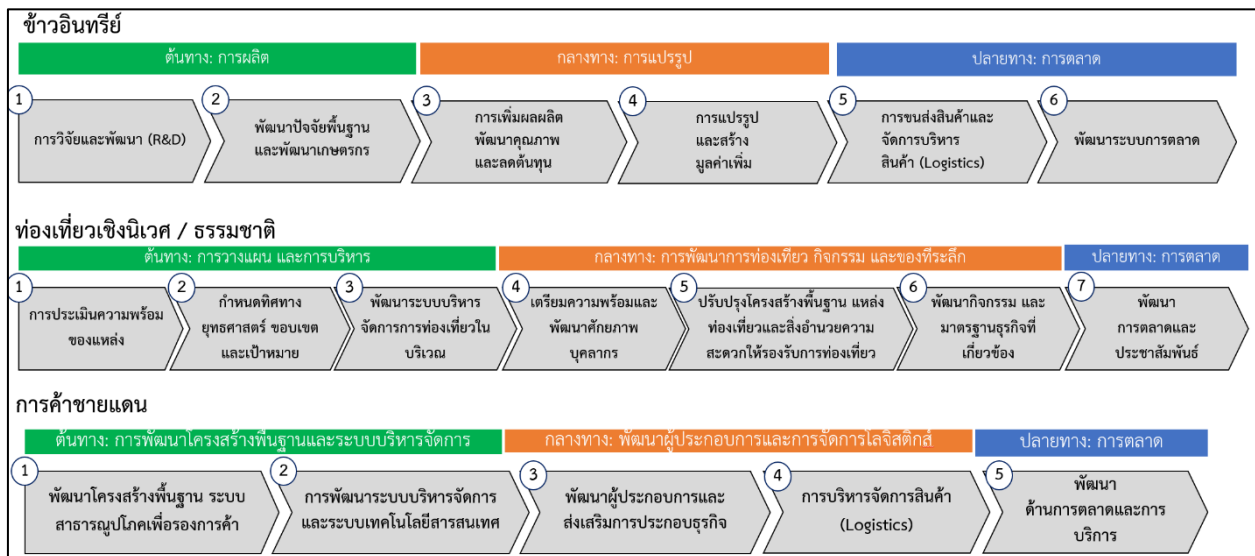 ข้าวอินทรีย์
ต้นทาง: การผลิต
กลางทาง: การแปรรูป
ปลายทาง: การตลาด
1
การวิจัยและพัฒนา (R&D)
2
พัฒนาปัจจัยพื้นฐาน
และพัฒนาเกษตรกร
3
การเพิ่มผลผลิต
พัฒนาคุณภาพ
และลดต้นทุน
4
การแปรรูป
และสร้าง
มูลค่าเพิ่ม
5
การขนส่งสินค้าและ
จัดการบริหาร
สินค้า (Logistics)
6
พัฒนาระบบการตลาด
ท่องเที่ยวเชิงนิเวศ / ธรรมชาติ
ต้นทาง: การวางแผน และการบริหาร
กลางทาง: การพัฒนาการท่องเที่ยว กิจกรรม และของที่ระลึก
ปลายทาง: การตลาด
1
การประเมินความพร้อม
ของแหล่ง
2
กำหนดทิศทาง
ยุทธศาสตร์ ขอบเขต
และเป้าหมาย
3
พัฒนาระบบบริหาร
จัดการการท่องเที่ยวใน
บริเวณ
4
เตรียมความพร้อมและ
พัฒนาศักยภาพ
บุคลากร
5
ปรับปรุงโครงสร้างพื้นฐาน แหล่ง
ท่องเที่ยวและสิ่งอำนวยความ
สะดวกให้รองรับการท่องเที่ยว
6
พัฒนากิจกรรม และ
มาตรฐานธุรกิจที่
เกี่ยวข้อง
7
พัฒนา
การตลาดและ
ประชาสัมพันธ์
การค้าชายแดน
ต้นทาง: การพัฒนาโครงสร้างพื้นฐานและระบบบริหารจัดการ
กลางทาง: พัฒนาผู้ประกอบการและการจัดการโลจิสติกส์
ปลายทาง: การตลาด
1
พัฒนาโครงสร้างพื้นฐาน ระบบ
สาธารณูปโภคเพื่อรองการค้า
2
การพัฒนาระบบบริหารจัดการ
และระบบเทคโนโลยีสารสนเทศ
3
พัฒนาผู้ประกอบการและ
ส่งเสริมการประกอบธุรกิจ
4
การบริหารจัดการสินค้า
(Logistics)
5
พัฒนา
ด้านการตลาดและการ
บริการ